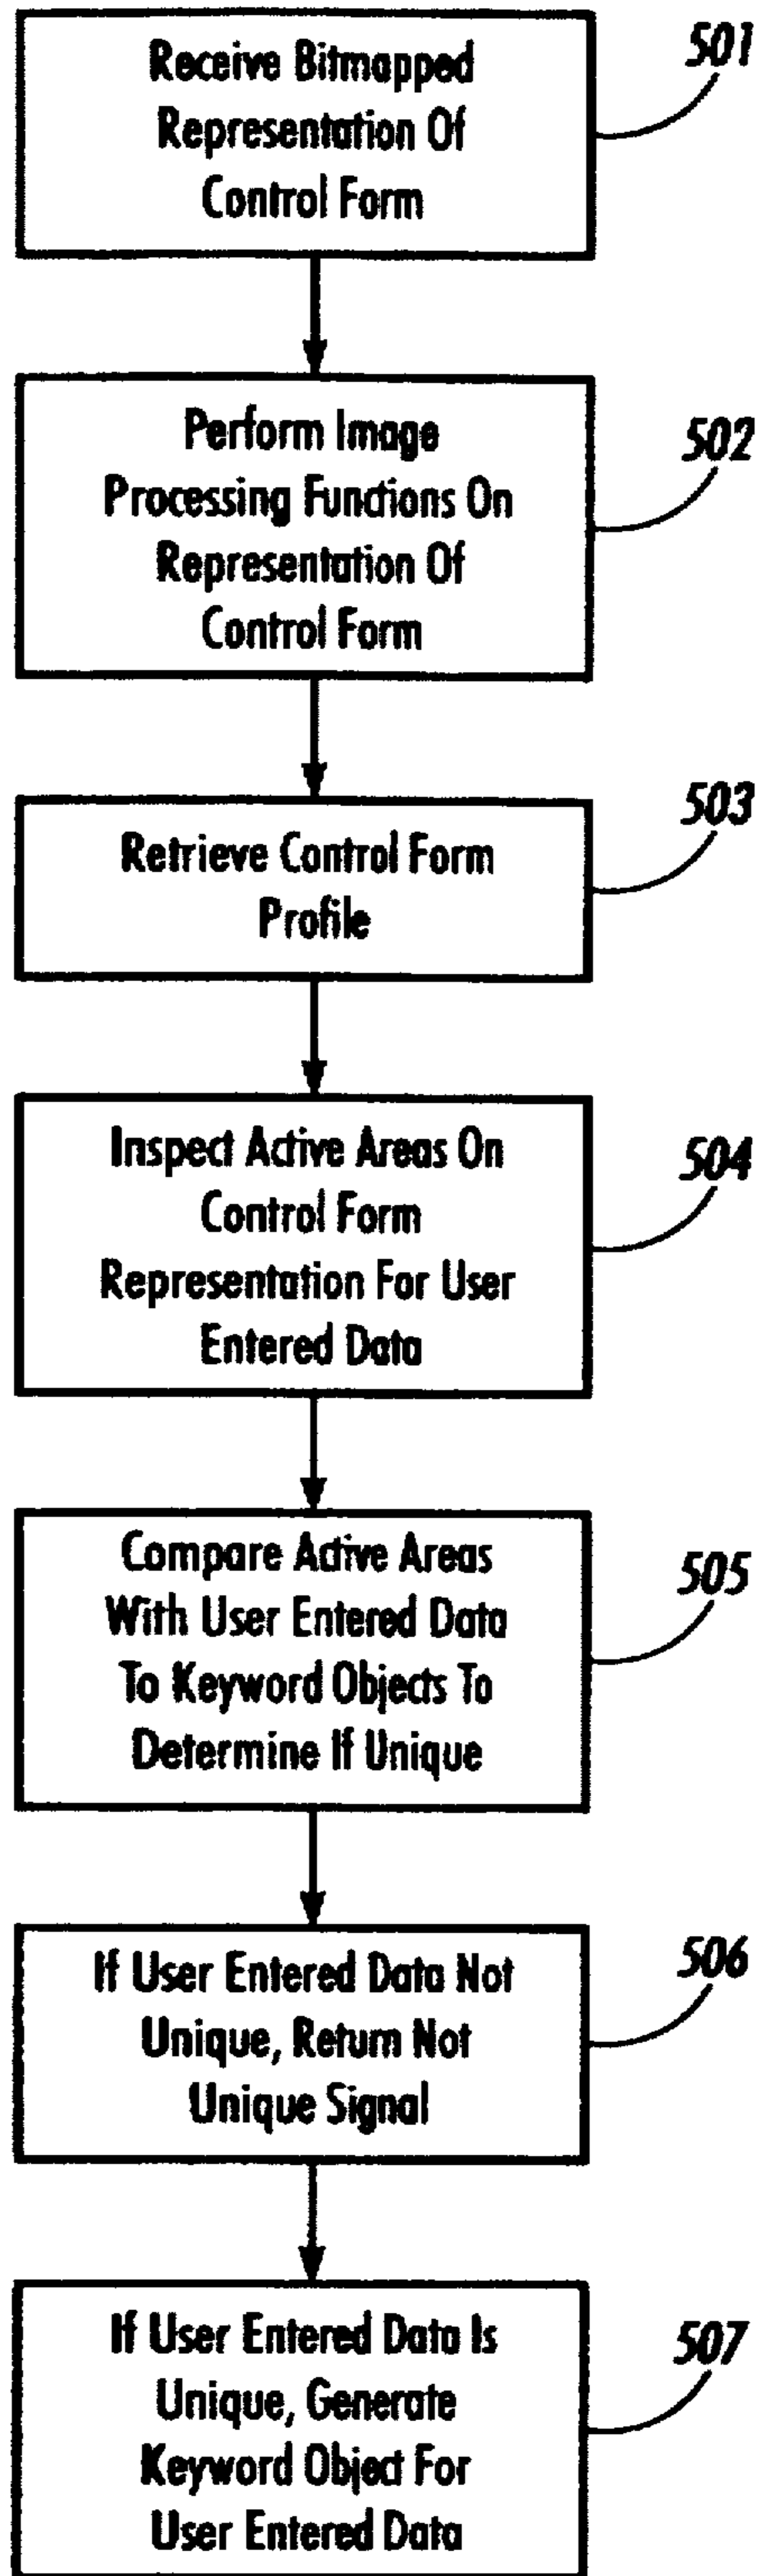 Receive Bitmapped
Representation Of
Control Form
501
Perform Image
Processing Functions On
Representation Of
Control Form
502
Retrieve Control Form
Profile
503
Inspect Active Areas On
Control Form
Representation For User
Entered Data
504
Compare Active Areas
With User Entered Data
To Keyword Objects To
Determine If Unique
505
If User Entered Data Not
Unique, Return Not
Unique Signal
506
If User Entered Data Is
Unique, Generate
Keyword Object For
User Entered Data
507